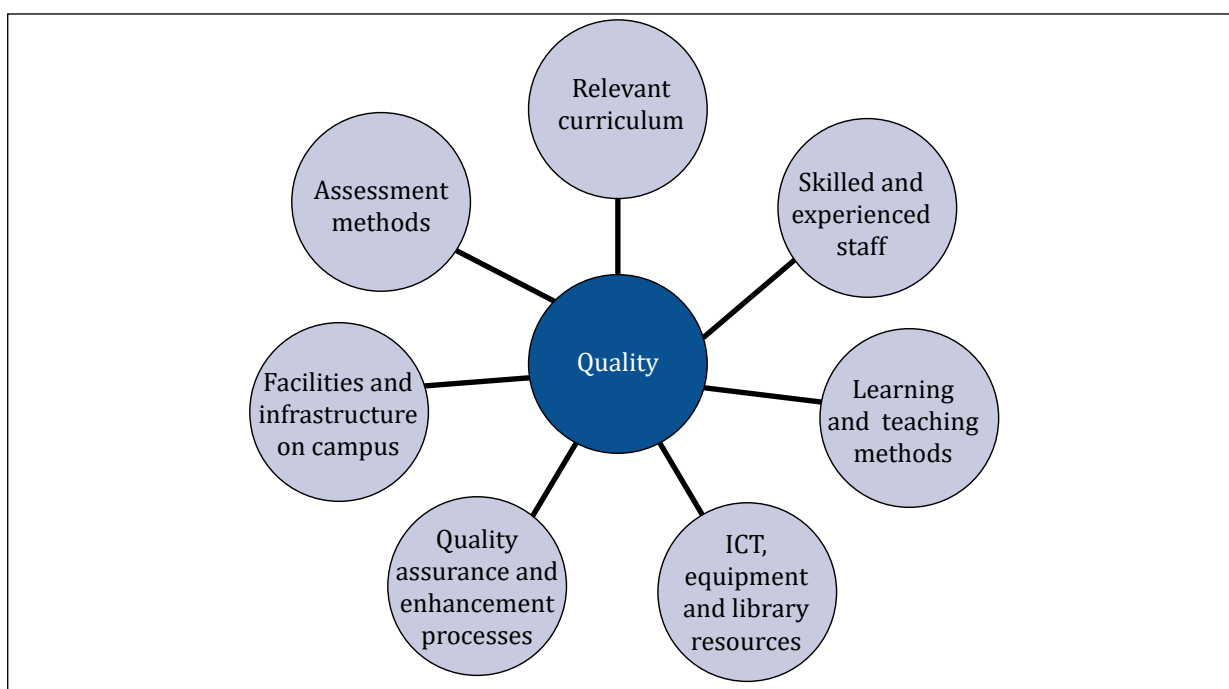 Relevant
curriculum
Skilled and
experienced
staff
Learning
and teaching
methods
ICT,
equipment
and library
resources
Quality
assurance and
enhancement
processes
Facilities and
infrastructure
on campus
Assessment
methods
Quality